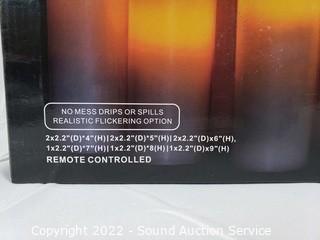 NO MESS DRIPS OR SPILLS
REALISTIC FLICKERING OPTION
2x2.2"(D)*4"(H)|2x2.2"(D)*5"(H)|2x2.2"(D)x6"(H),
1x2.2"(D)*7"(H)|1x2.2"(D)*8(H)|1x2.2"(D)x9"(H)
REMOTE CONTROLLED
Copyright 2022 - Sound Auction Service